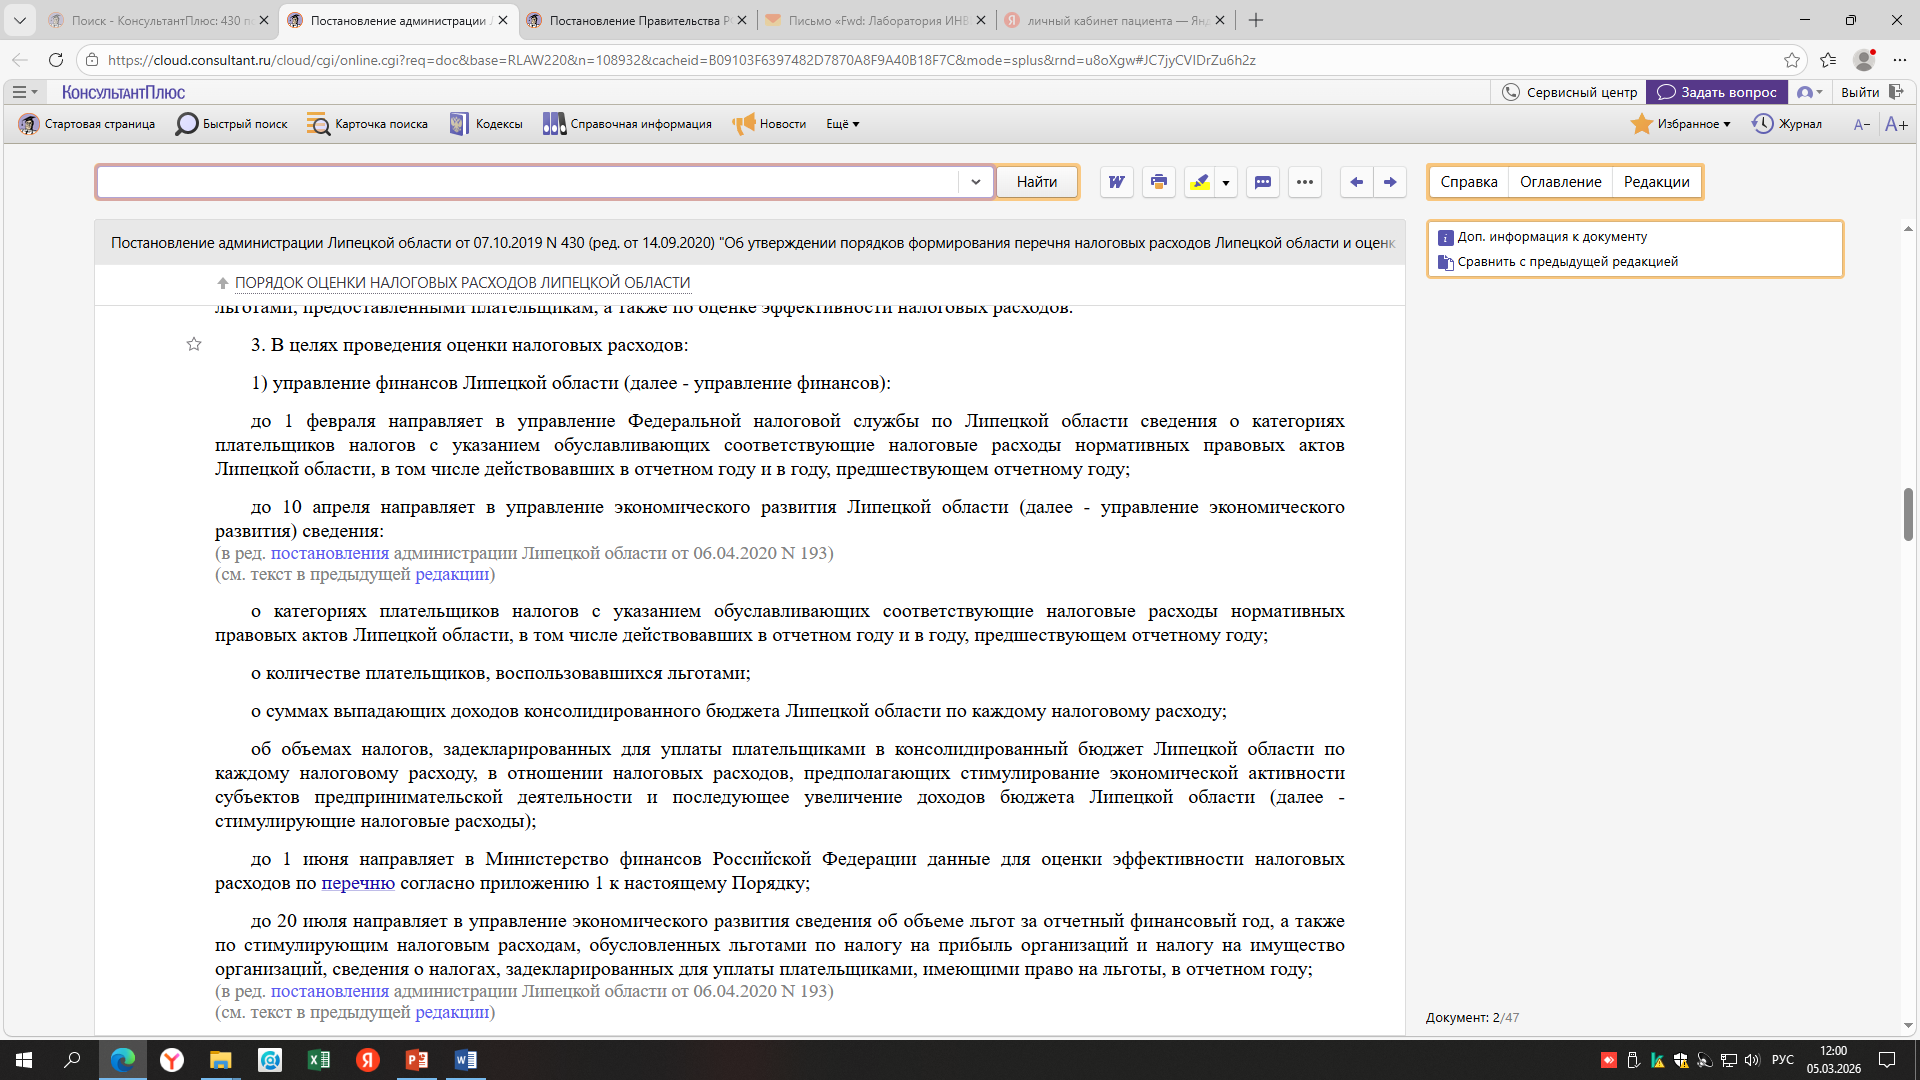 Поиск - КонсультантПлюс: 430 п
Постановление администрации Л
Постановление Правительства Р
Письмо «Fwd: Лаборатория ИНВ
личный кабинет пациента — Янд
https://cloud.consultant.ru/cloud/cgi/online.cgi?req=doc&base=RLAW220&n=108932&cacheid=B09103F6397482D7870A8F9A40B18F7C&mode=splus&rnd=u8oXgw#JC7jyCVIDrZu6h2z
КонсультантПлюс
Сервисный центр
Задать вопрос
Выйти
Стартовая страница
Быстрый поиск
Карточка поиска
Кодексы
Справочная информация
Новости
Ещё
Избранное
Журнал
A−
A+
Найти
Справка
Оглавление
Редакции
Постановление администрации Липецкой области от 07.10.2019 N 430 (ред. от 14.09.2020) "Об утверждении порядков формирования перечня налоговых расходов Липецкой области и оценк
Доп. информация к документу
Сравнить с предыдущей редакцией
ПОРЯДОК ОЦЕНКИ НАЛОГОВЫХ РАСХОДОВ ЛИПЕЦКОЙ ОБЛАСТИ
льготами, предоставленными плательщикам, а также по оценке эффективности налоговых расходов.
3. В целях проведения оценки налоговых расходов:
1) управление финансов Липецкой области (далее - управление финансов):
до 1 февраля направляет в управление Федеральной налоговой службы по Липецкой области сведения о категориях
плательщиков налогов с указанием обуславливающих соответствующие налоговые расходы нормативных правовых актов
Липецкой области, в том числе действовавших в отчетном году и в году, предшествующем отчетному году;
до 10 апреля направляет в управление экономического развития Липецкой области (далее - управление экономического
развития) сведения:
(в ред. постановления администрации Липецкой области от 06.04.2020 N 193)
(см. текст в предыдущей редакции)
о категориях плательщиков налогов с указанием обуславливающих соответствующие налоговые расходы нормативных
правовых актов Липецкой области, в том числе действовавших в отчетном году и в году, предшествующем отчетному году;
о количестве плательщиков, воспользовавшихся льготами;
о суммах выпадающих доходов консолидированного бюджета Липецкой области по каждому налоговому расходу;
об объемах налогов, задекларированных для уплаты плательщиками в консолидированный бюджет Липецкой области по
каждому налоговому расходу, в отношении налоговых расходов, предполагающих стимулирование экономической активности
субъектов предпринимательской деятельности и последующее увеличение доходов бюджета Липецкой области (далее -
стимулирующие налоговые расходы);
до 1 июня направляет в Министерство финансов Российской Федерации данные для оценки эффективности налоговых
расходов по перечню согласно приложению 1 к настоящему Порядку;
до 20 июля направляет в управление экономического развития сведения об объеме льгот за отчетный финансовый год, а также
по стимулирующим налоговым расходам, обусловленных льготами по налогу на прибыль организаций и налогу на имущество
организаций, сведения о налогах, задекларированных для уплаты плательщиками, имеющими право на льготы, в отчетном году;
(в ред. постановления администрации Липецкой области от 06.04.2020 N 193)
(см. текст в предыдущей редакции)
Документ: 2/47
РУС
12:00
05.03.2026